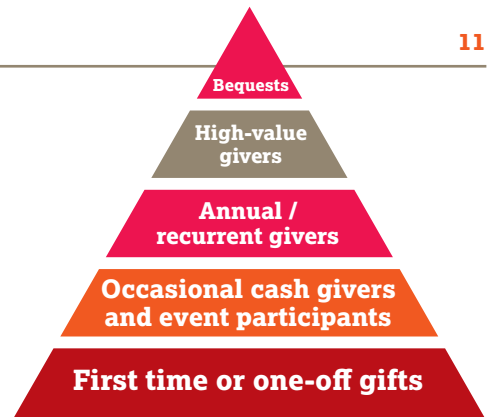 11
Bequests
High-value
givers
Annual /
recurrent givers
Occasional cash givers
and event participants
First time or one-off gifts